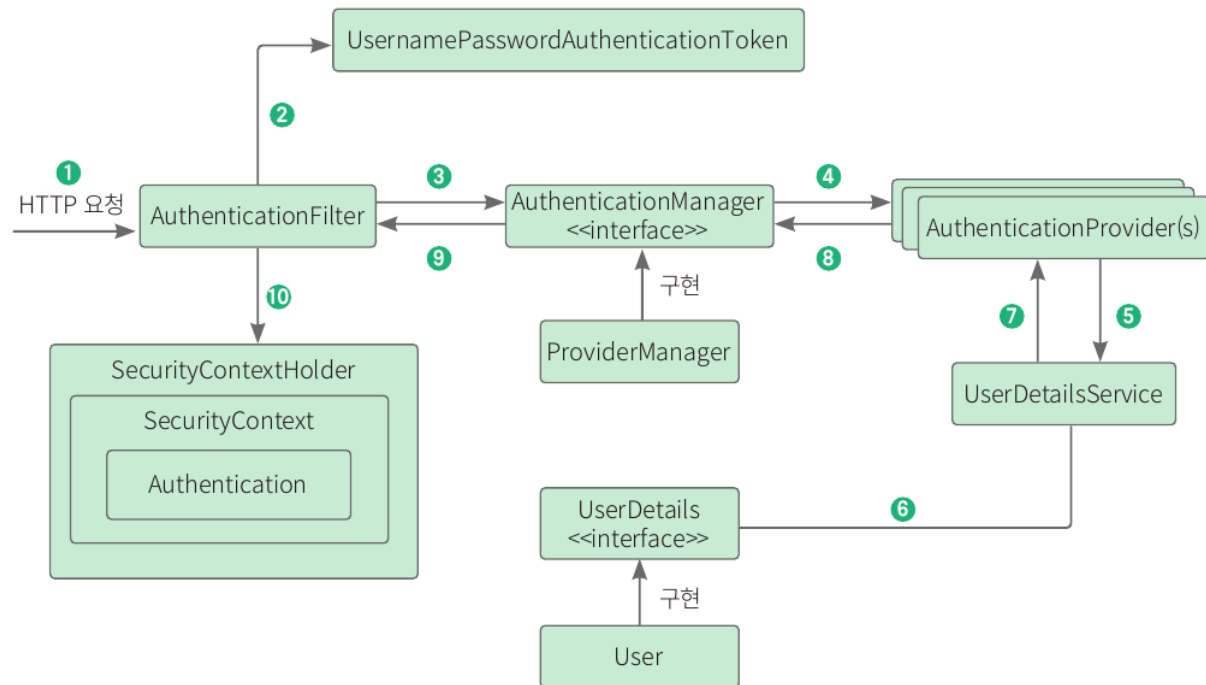 UsernamePasswordAuthenticationToken
2
1
HTTP 요청
AuthenticationFilter
3
9
AuthenticationManager
<<interface>>
4
8
AuthenticationProvider(s)
구현
ProviderManager
7
5
UserDetailsService
10
SecurityContextHolder
SecurityContext
Authentication
UserDetails
<<interface>>
6
구현
User